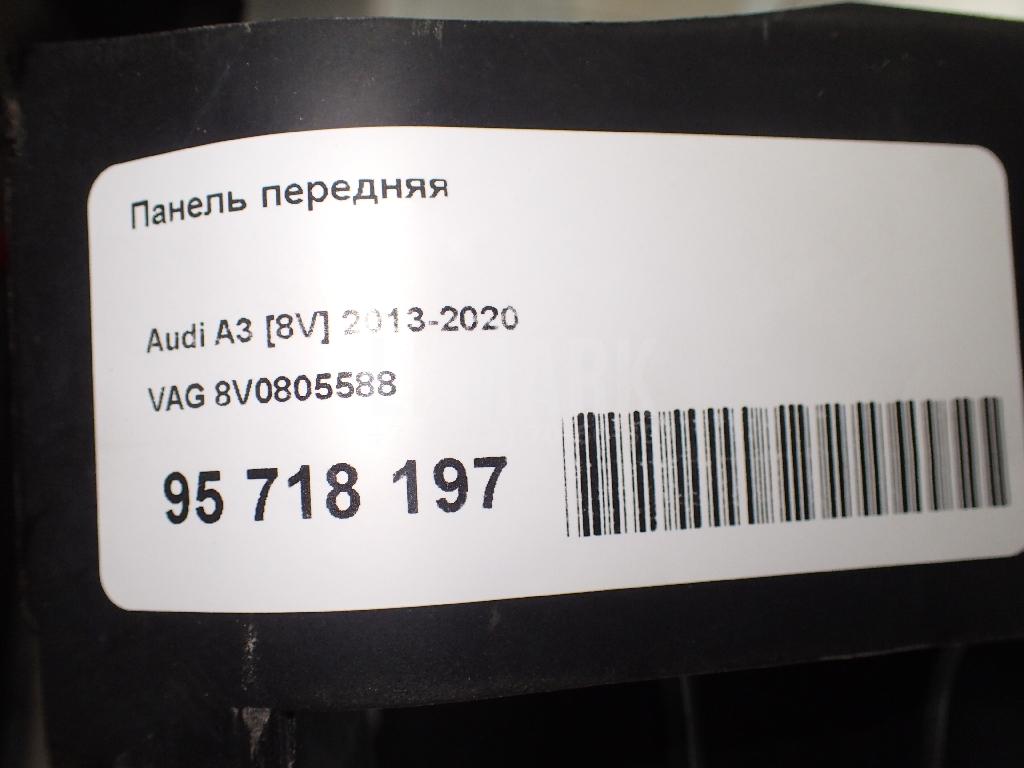 Панель передняя
Audi A3 [8V] 2013-2020
VAG 8V0805588
95 718 197